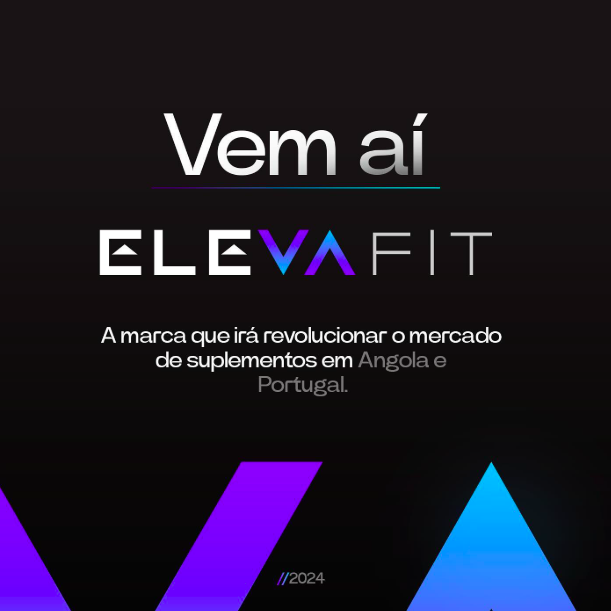 Vem aí
ELEVAFIT
A marca que irá revolucionar o mercado
de suplementos em Angola e
Portugal.
//2024